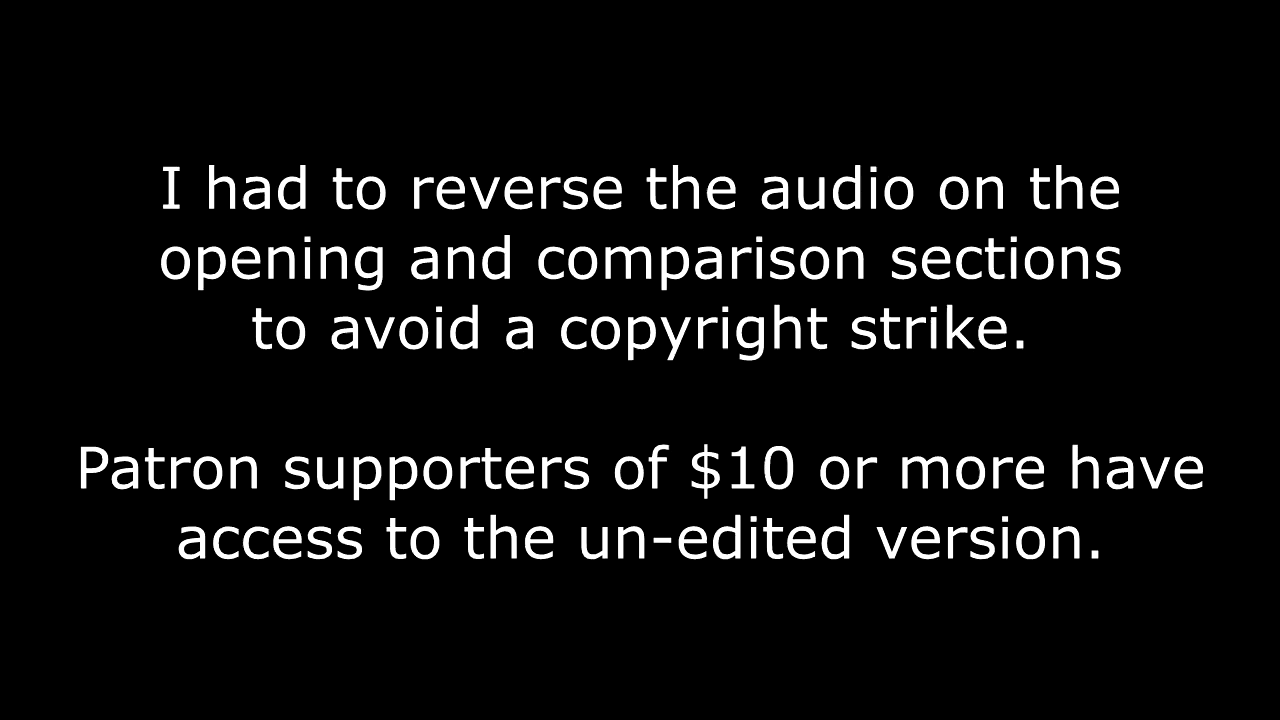 I had to reverse the audio on the
opening and comparison sections
to avoid a copyright strike.
Patron supporters of $10 or more have
access to the un-edited version.